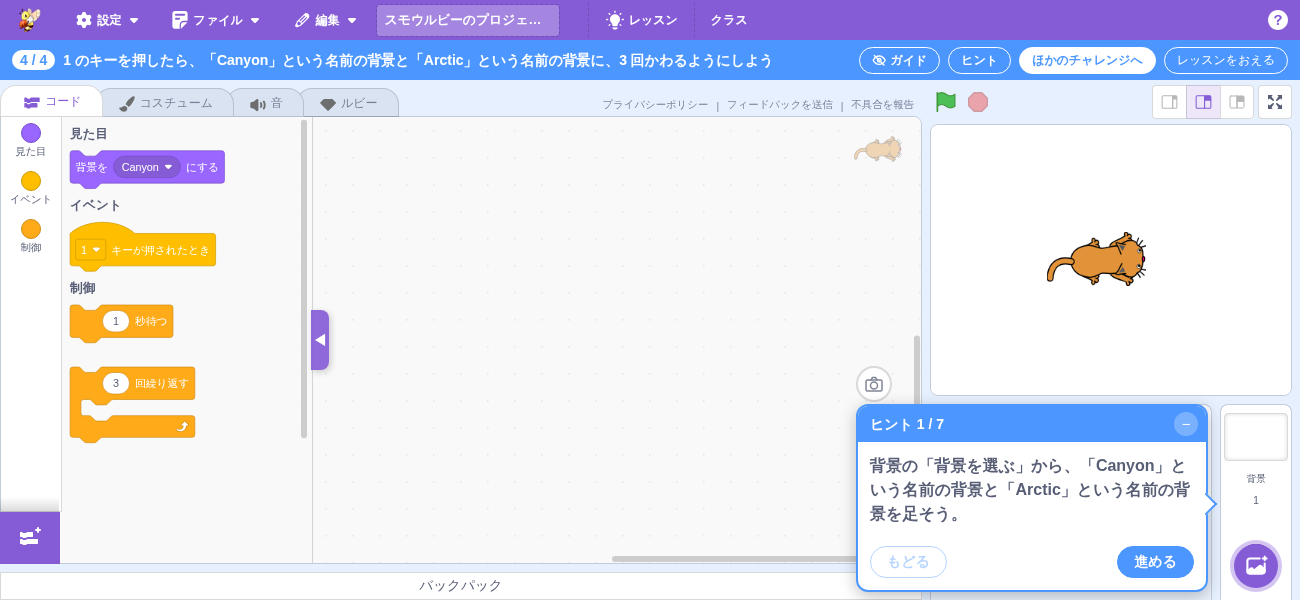 設定
ファイル
編集
スモウルビーのプロジェ…
レッスン
クラス
?
4 / 4
1 のキーを押したら、「Canyon」という名前の背景と「Arctic」という名前の背景に、3 回かわるようにしよう
ガイド
ヒント
ほかのチャレンジへ
レッスンをおえる
コード
コスチューム
音
ルビー
プライバシーポリシー | フィードバックを送信 | 不具合を報告
見た目
イベント
制御
見た目
背景を Canyon にする
イベント
1 キーが押されたとき
制御
1 秒待つ
3 回繰り返す
バックパック
ヒント 1 / 7
背景の「背景を選ぶ」から、「Canyon」と
いう名前の背景と「Arctic」という名前の背
景を足そう。
もどる
進める
背景
1